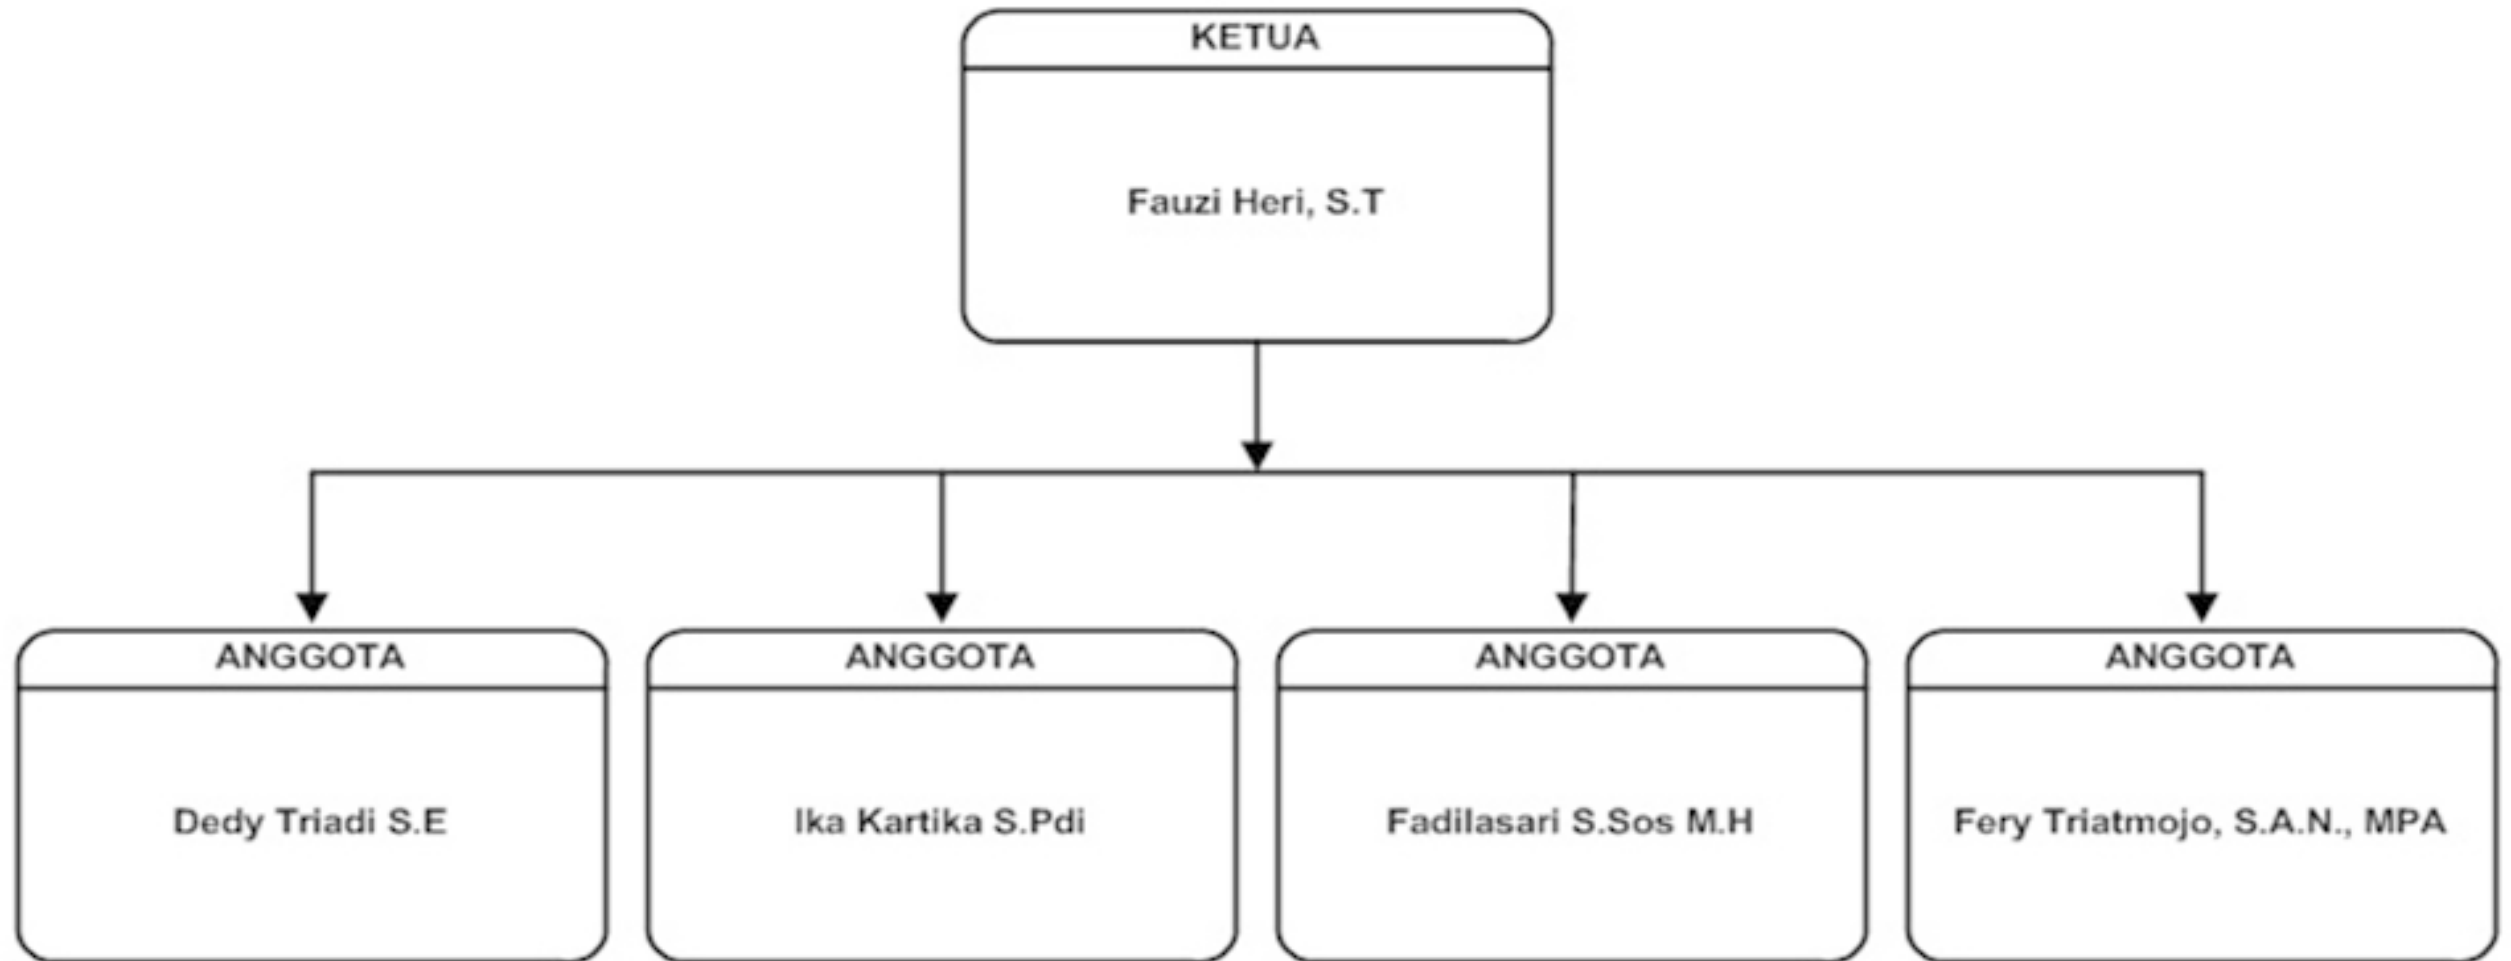 KETUA
Fauzi Heri, S.T
ANGGOTA
Dedy Triadi S.E
ANGGOTA
Ika Kartika S.Pdi
ANGGOTA
Fadilasari S.Sos M.H
ANGGOTA
Fery Triatmojo, S.A.N., MPA